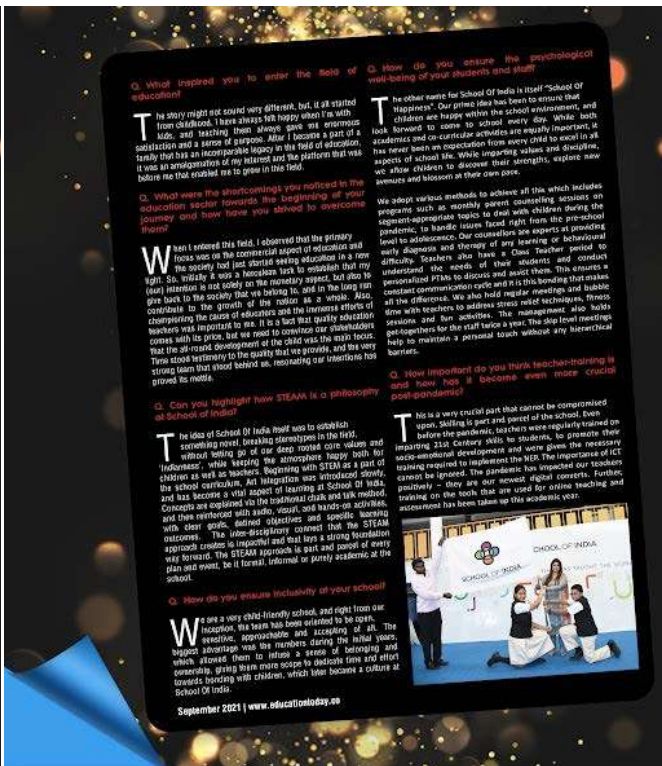 Q. What inspired you to enter the field of
education?
The story might not sound very different, but, it all started
from childhood. I have always felt happy when I'm with
kids, and teaching them always gave me enormous
satisfaction and a sense of purpose. After I became a part of a
family that has an incomparable legacy in the field of education,
it was an amalgamation of my interest and the platform that was
before me that enabled me to grow in this field.
Q. What were the shortcomings you noticed in the
education sector towards the beginning of your
journey and how have you strived to overcome
them?
When I entered this field, I observed that the primary
focus was on the commercial aspect of education and
the society had just started seeing education in a new
light. So, initially it was a herculean task to establish that my
(our) intention is not solely on the monetary aspect, but also to
give back to the society that we belong to, and in the long run
contribute to the growth of the nation as a whole. Also,
championing the cause of educators and the immense efforts of
teachers was important to me. It is a fact that quality education
comes with its price, but we need to convince our stakeholders
that the all-round development of the child was the main focus.
Time stood testimony to the quality that we provide, and the very
strong team that stood behind us, resonating our intentions has
proved its mettle.
Q. Can you highlight how STEAM is a philosophy
at School of India?
The idea of School Of India itself was to establish
something novel, breaking stereotypes in the field,
without letting go of our deep rooted core values and
'Indianness', while keeping the atmosphere happy both for
children as well as teachers. Beginning with STEM as a part of
the school curriculum, Art Integration was introduced slowly,
and has become a vital aspect of learning at School Of India.
Concepts are explained via the traditional chalk and talk method,
and then reinforced with audio, visual, and hands-on activities,
with clear goals, defined objectives and specific learning
outcomes. The inter-disciplinary connect that the STEAM
approach creates is impactful and that lays a strong foundation
way forward. The STEAM approach is part and parcel of every
plan and event, be it formal, informal or purely academic at the
school.
Q. How do you ensure inclusivity at your school?
We are a very child-friendly school, and right from our
inception, the team has been oriented to be open,
sensitive, approachable and accepting of all. The
biggest advantage was the numbers during the initial years,
which allowed them to infuse a sense of belonging and
ownership, giving them more scope to dedicate time and effort
towards bonding with children, which later became a culture at
School Of India.
September 2021 | www.educationtoday.co
Q. How do you ensure the psychological
well-being of your students and staff?
The other name for School Of India is itself "School Of
Happiness". Our prime idea has been to ensure that
children are happy within the school environment, and
look forward to come to school every day. While both
academics and co-curricular activities are equally important, it
has never been an expectation from every child to excel in all
aspects of school life. While imparting values and discipline,
we allow children to discover their strengths, explore new
avenues and blossom at their own pace.
We adopt various methods to achieve all this which includes
programs such as monthly parent counselling sessions on
segment-appropriate topics to deal with children during the
pandemic, to handle issues faced right from the pre-school
level to adolescence. Our counsellors are experts at providing
early diagnosis and therapy of any learning or behavioural
difficulty. Teachers also have a Class Teacher period to
understand the needs of their students and conduct
personalized PTMs to discuss and assist them. This ensures a
constant communication cycle and it is this bonding that makes
all the difference. We also hold regular meetings and bubble
time with teachers to address stress relief techniques, fitness
sessions and fun activities. The management also holds
get-togethers for the staff twice a year. The skip level meetings
help to maintain a personal touch without any hierarchical
barriers.
Q. How important do you think teacher-training is
and how has it become even more crucial
post-pandemic?
This is a very crucial part that cannot be compromised
upon. Skilling is part and parcel of the school. Even
before the pandemic, teachers were regularly trained on
imparting 21st Century skills to students, to promote their
socio-emotional development and were given the necessary
training required to implement the NEP. The importance of ICT
cannot be ignored. The pandemic has impacted our teachers
positively – they are our newest digital converts. Further,
training on the tools that are used for online teaching and
assessment has been taken up this academic year.
SCHOOL OF INDIA
CHOOL OF INDIA